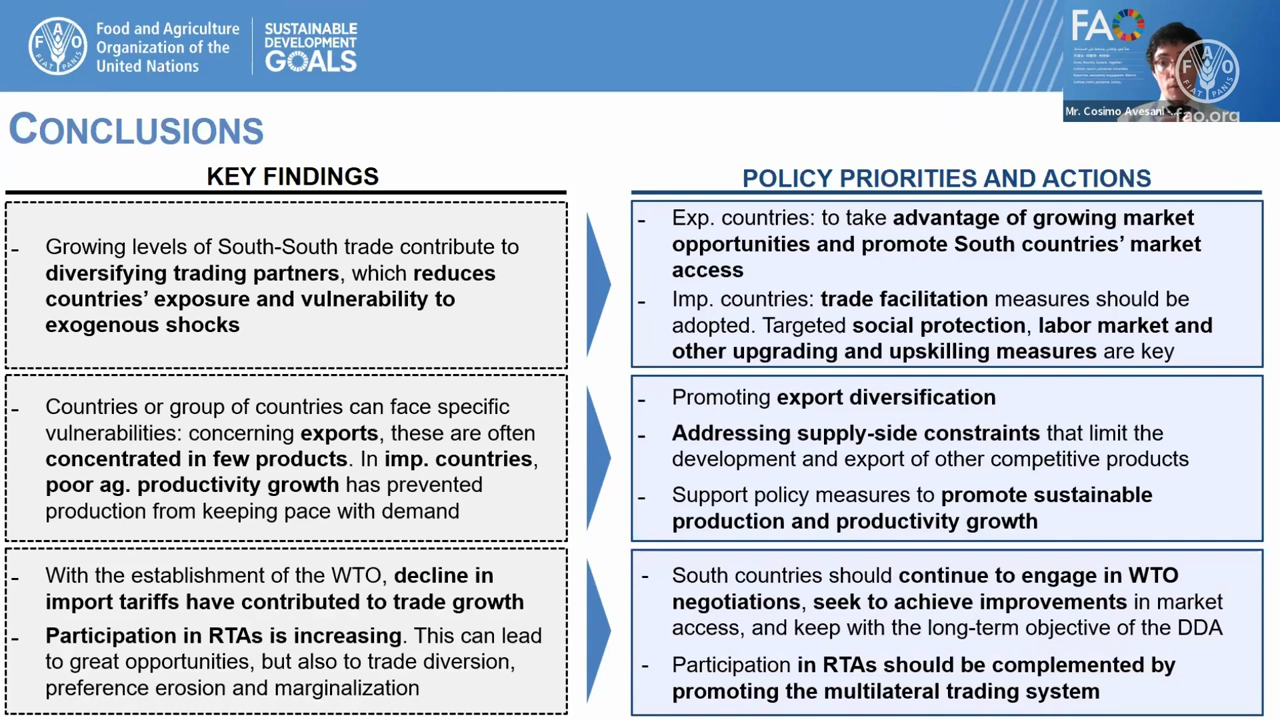 Food and Agriculture
Organization of the
United Nations
SUSTAINABLE
DEVELOPMENT
GOALS
FAO
Mr. Cosimo Avesani
F A O
FIAT PANIS
fao.org
CONCLUSIONS
KEY FINDINGS
- Growing levels of South-South trade contribute to
diversifying trading partners, which reduces
countries’ exposure and vulnerability to
exogenous shocks
- Countries or group of countries can face specific
vulnerabilities: concerning exports, these are often
concentrated in few products. In imp. countries,
poor ag. productivity growth has prevented
production from keeping pace with demand
- With the establishment of the WTO, decline in
import tariffs have contributed to trade growth
- Participation in RTAs is increasing. This can lead
to great opportunities, but also to trade diversion,
preference erosion and marginalization
POLICY PRIORITIES AND ACTIONS
- Exp. countries: to take advantage of growing market
opportunities and promote South countries’ market
access
- Imp. countries: trade facilitation measures should be
adopted. Targeted social protection, labor market and
other upgrading and upskilling measures are key
- Promoting export diversification
- Addressing supply-side constraints that limit the
development and export of other competitive products
- Support policy measures to promote sustainable
production and productivity growth
- South countries should continue to engage in WTO
negotiations, seek to achieve improvements in market
access, and keep with the long-term objective of the DDA
- Participation in RTAs should be complemented by
promoting the multilateral trading system